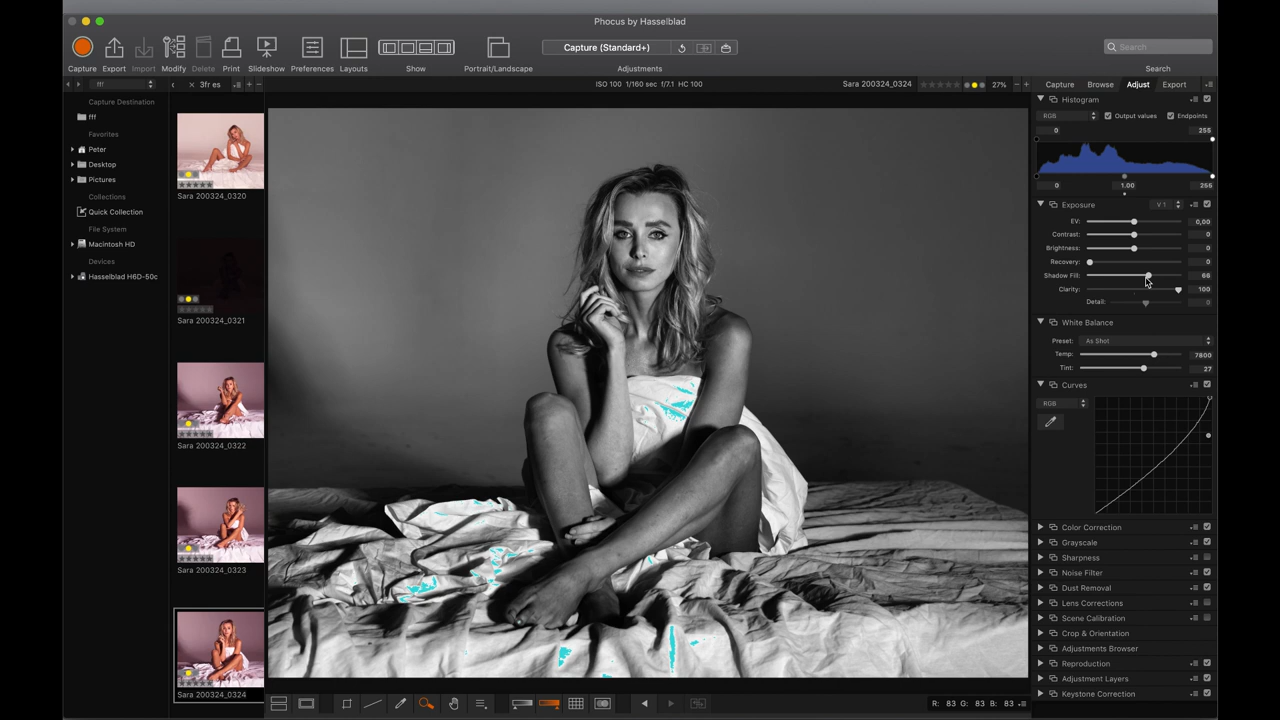 Phocus by Hasselblad
Capture (Standard+)
Search
Capture Export Import Modify Delete Print Slideshow Preferences Layouts Show Portrait/Landscape Adjustments Search
fff
3fr es
ISO 100 1/160 sec f/7.1 HC 100
Sara 200324_0324
27%
Capture Browse Adjust Export
Capture Destination
fff
Favorites
Peter
Desktop
Pictures
Collections
Quick Collection
File System
Macintosh HD
Devices
Hasselblad H6D-50c
Sara 200324_0320
Sara 200324_0321
Sara 200324_0322
Sara 200324_0323
Sara 200324_0324
Histogram
RGB Output values Endpoints
0 255
0 1.00 255
Exposure V 1
EV: 0,00
Contrast: 0
Brightness: 0
Recovery: 0
Shadow Fill: 66
Clarity: 100
Detail: 0
White Balance
Preset: As Shot
Temp: 7800
Tint: 27
Curves
RGB
Color Correction
Grayscale
Sharpness
Noise Filter
Dust Removal
Lens Corrections
Scene Calibration
Crop & Orientation
Adjustments Browser
Reproduction
Adjustment Layers
Keystone Correction
R: 83 G: 83 B: 83